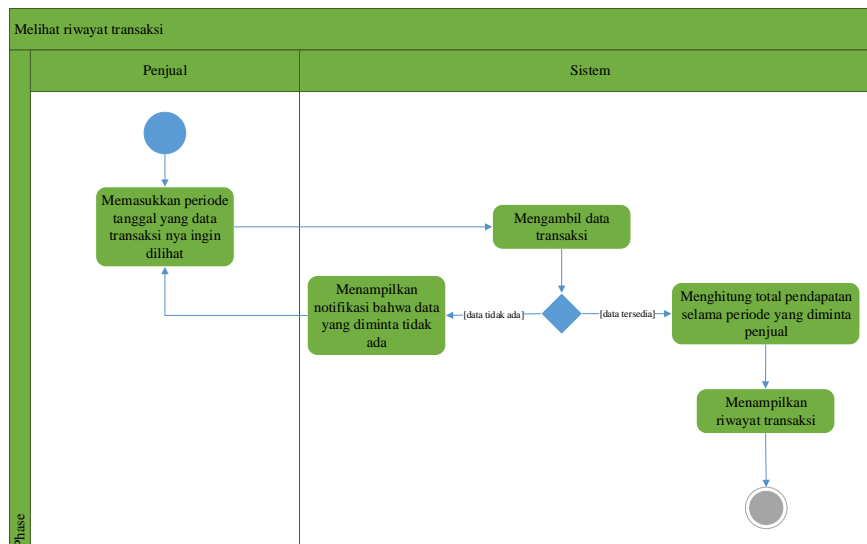 Melihat riwayat transaksi
Penjual
Sistem
Memasukkan periode
tanggal yang data
transaksi nya ingin
dilihat
Mengambil data
transaksi
Menampilkan
notifikasi bahwa data
yang diminta tidak
ada
[data tidak ada]
[data tersedia]
Menghitung total pendapatan
selama periode yang diminta
penjual
Menampilkan
riwayat transaksi
Phase